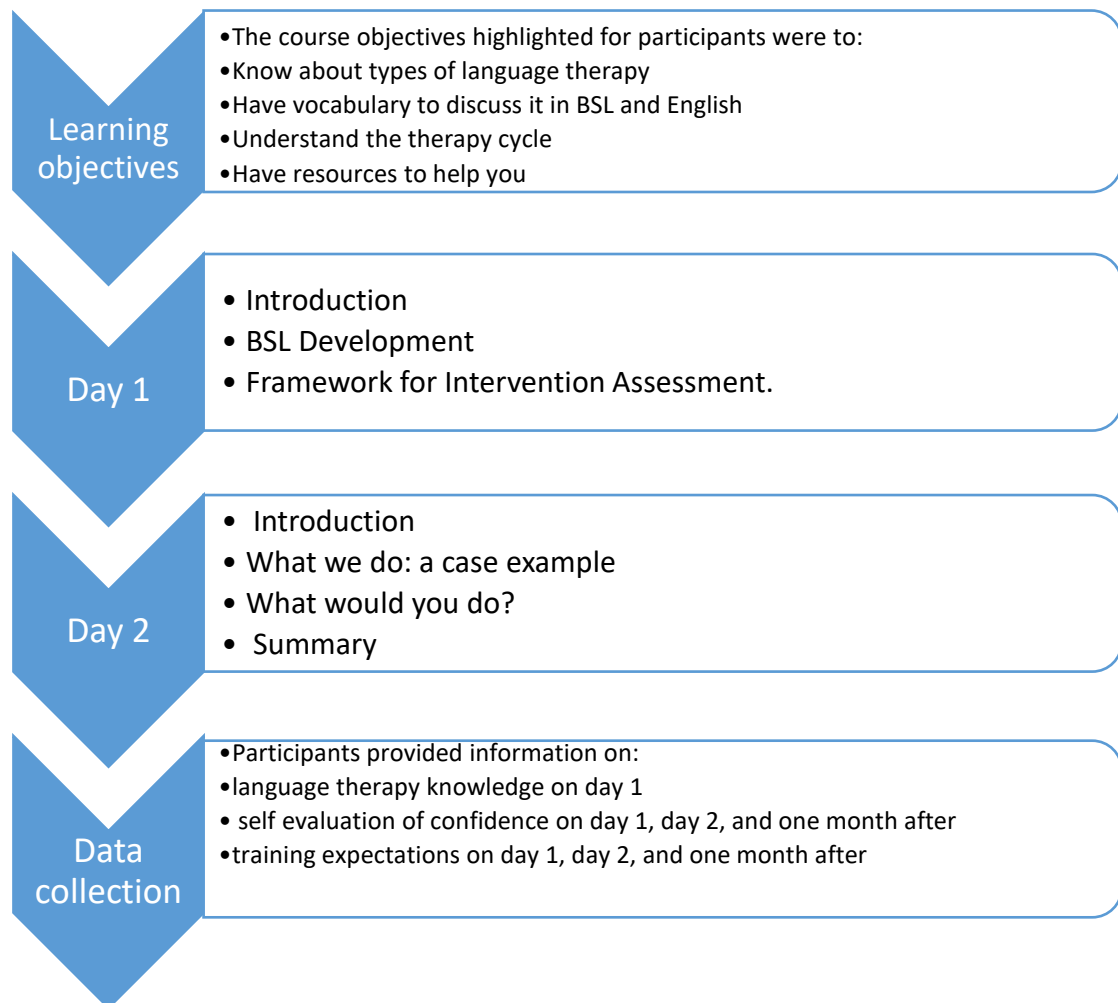 Learning
objectives
•The course objectives highlighted for participants were to:
•Know about types of language therapy
•Have vocabulary to discuss it in BSL and English
•Understand the therapy cycle
•Have resources to help you
Day 1
• Introduction
• BSL Development
• Framework for Intervention Assessment.
Day 2
• Introduction
• What we do: a case example
• What would you do?
• Summary
Data
collection
•Participants provided information on:
•language therapy knowledge on day 1
• self evaluation of confidence on day 1, day 2, and one month after
•training expectations on day 1, day 2, and one month after